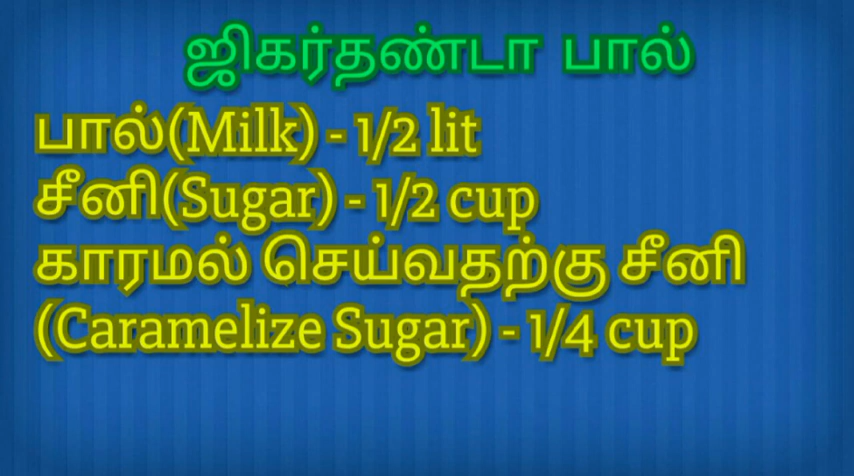 ஜிகர்தண்டா பால்
பால்(Milk) - 1/2 lit
சீனி(Sugar) - 1/2 cup
காரமல் செய்வதற்கு சீனி
(Caramelize Sugar) - 1/4 cup